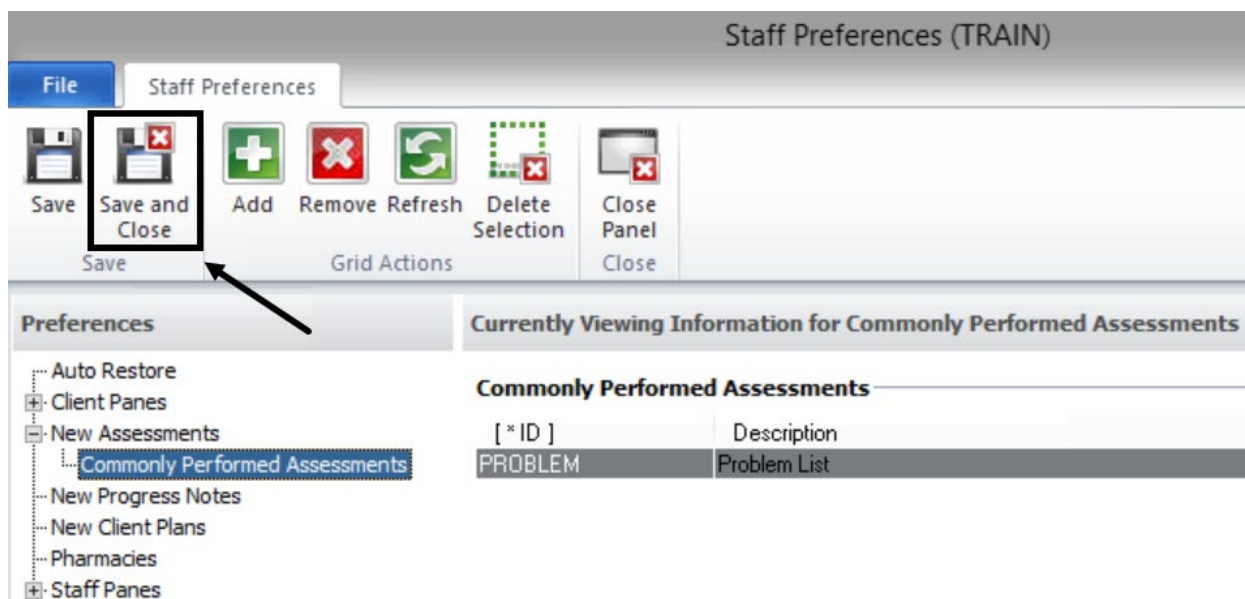 Staff Preferences (TRAIN)
File Staff Preferences
Save Save and Close Add Remove Refresh Delete Selection Close Panel
Save Grid Actions Close
Preferences Currently Viewing Information for Commonly Performed Assessments
Auto Restore
Client Panes
New Assessments
Commonly Performed Assessments
New Progress Notes
New Client Plans
Pharmacies
Staff Panes
Commonly Performed Assessments
[ * ID ] Description
PROBLEM Problem List